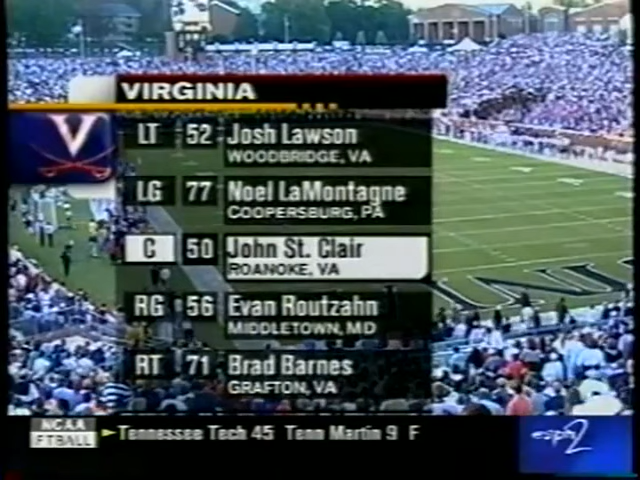 VIRGINIA
LT 52 Josh Lawson
WOODBRIDGE, VA
LG 77 Noel LaMontagne
COOPERSBURG, PA
C 50 John St. Clair
ROANOKE, VA
RG 56 Evan Routzahn
MIDDLETOWN, MD
RT 71 Brad Barnes
GRAFTON, VA
NCAA
FTBALL
Tennessee Tech 45 Tenn Martin 9 F
espn2